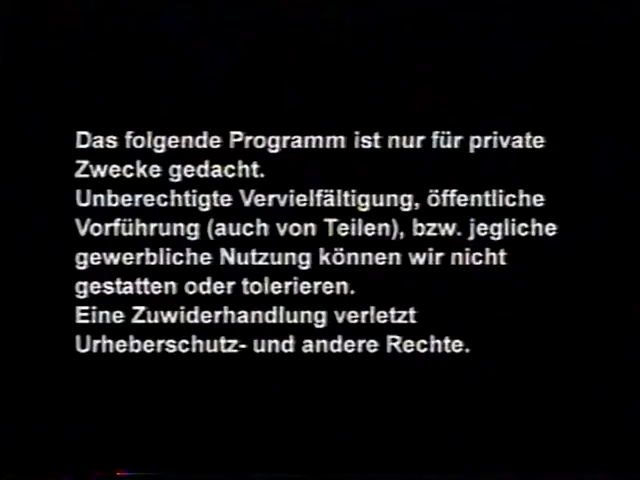 Das folgende Programm ist nur für private
Zwecke gedacht.
Unberechtigte Vervielfältigung, öffentliche
Vorführung (auch von Teilen), bzw. jegliche
gewerbliche Nutzung können wir nicht
gestatten oder tolerieren.
Eine Zuwiderhandlung verletzt
Urheberschutz- und andere Rechte.